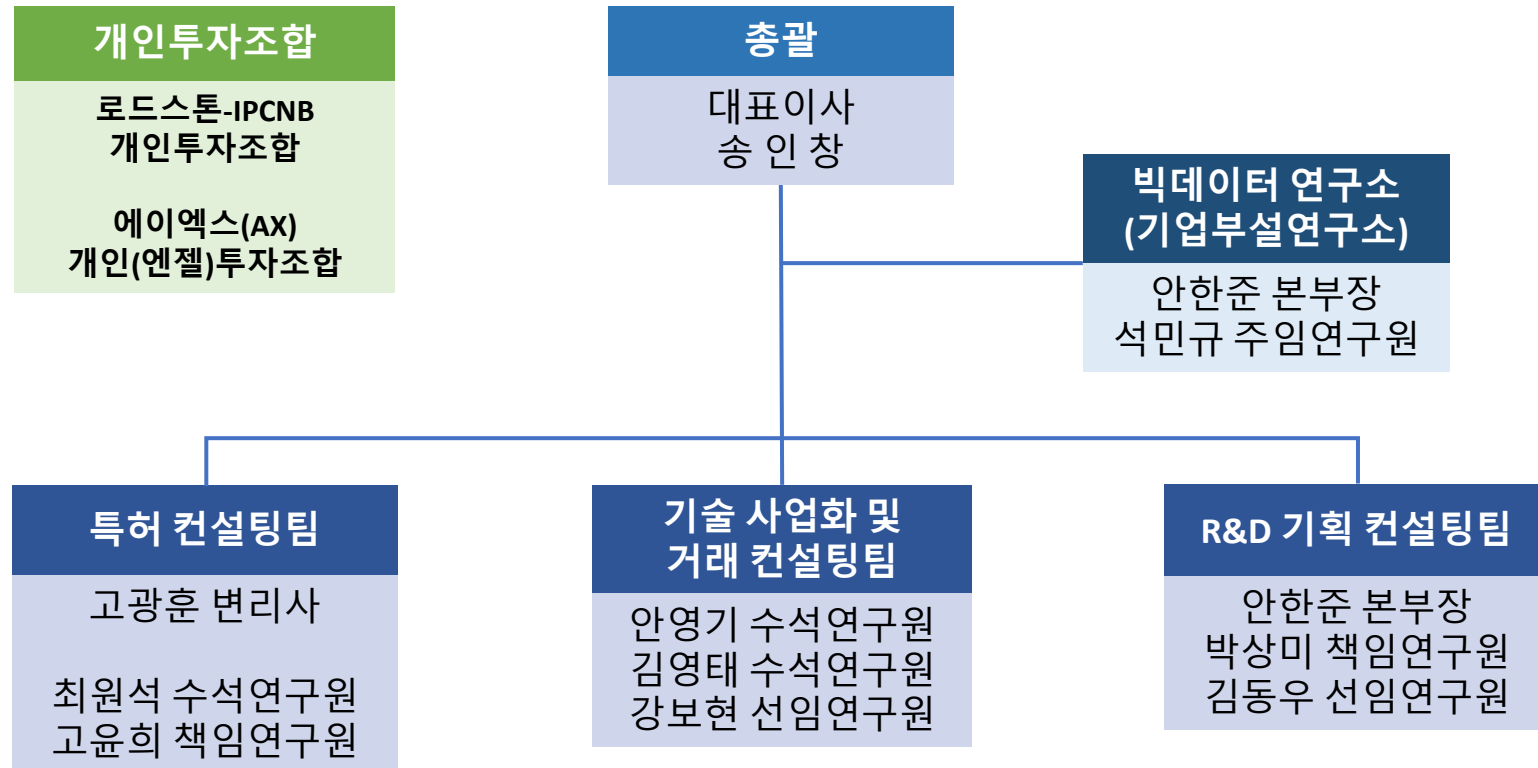 개인투자조합
로드스톤-IPCNB
개인투자조합
에이엑스(AX)
개인(엔젤)투자조합
총괄
대표이사
송 인 창
빅데이터 연구소
(기업부설연구소)
안한준 본부장
석민규 주임연구원
특허 컨설팅팀
고광훈 변리사
최원석 수석연구원
고윤희 책임연구원
기술 사업화 및
거래 컨설팅팀
안영기 수석연구원
김영태 수석연구원
강보현 선임연구원
R&D 기획 컨설팅팀
안한준 본부장
박상미 책임연구원
김동우 선임연구원